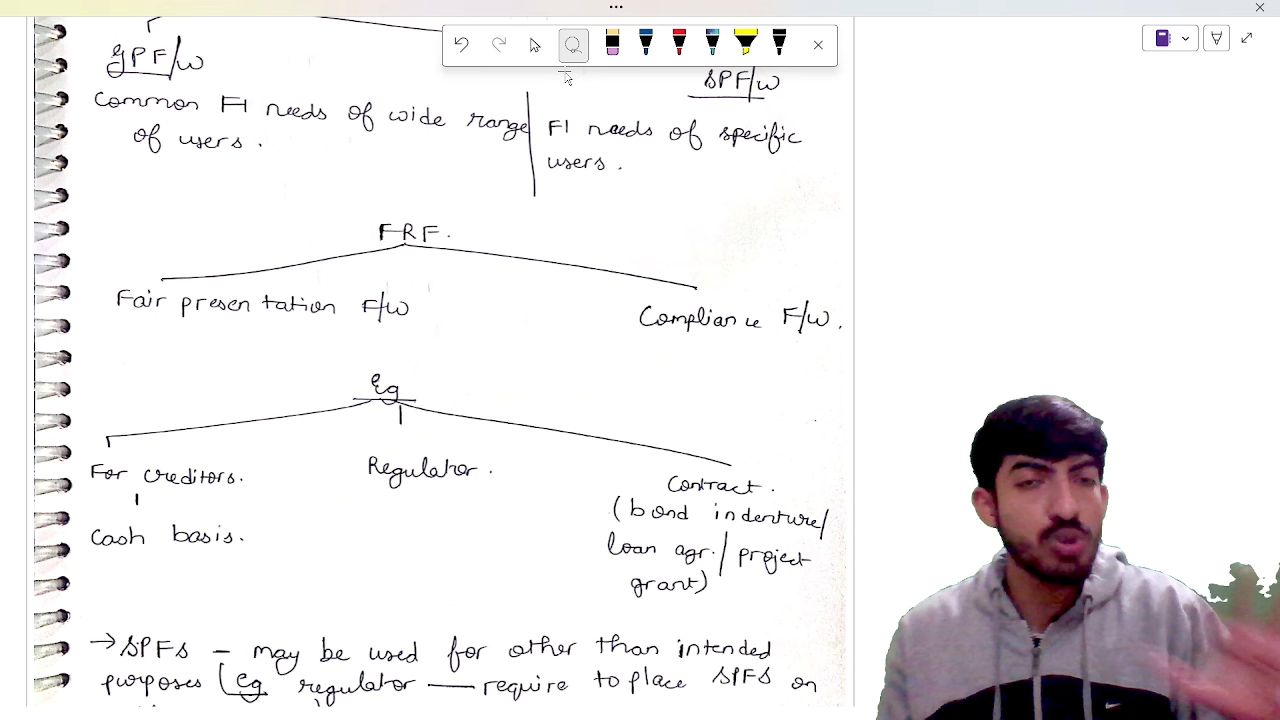 GPF/w
SPF/w
Common FI needs of wide range
of users.
FI needs of specific
users.
FRF.
Fair presentation F/w
Compliance F/w.
Eg
For creditors.
Cash basis.
Regulator.
Contract.
(bond indenture/
loan agr./project
grant)
→ SPFS – may be used for other than intended
purposes (eg regulator — require to place SPFS on